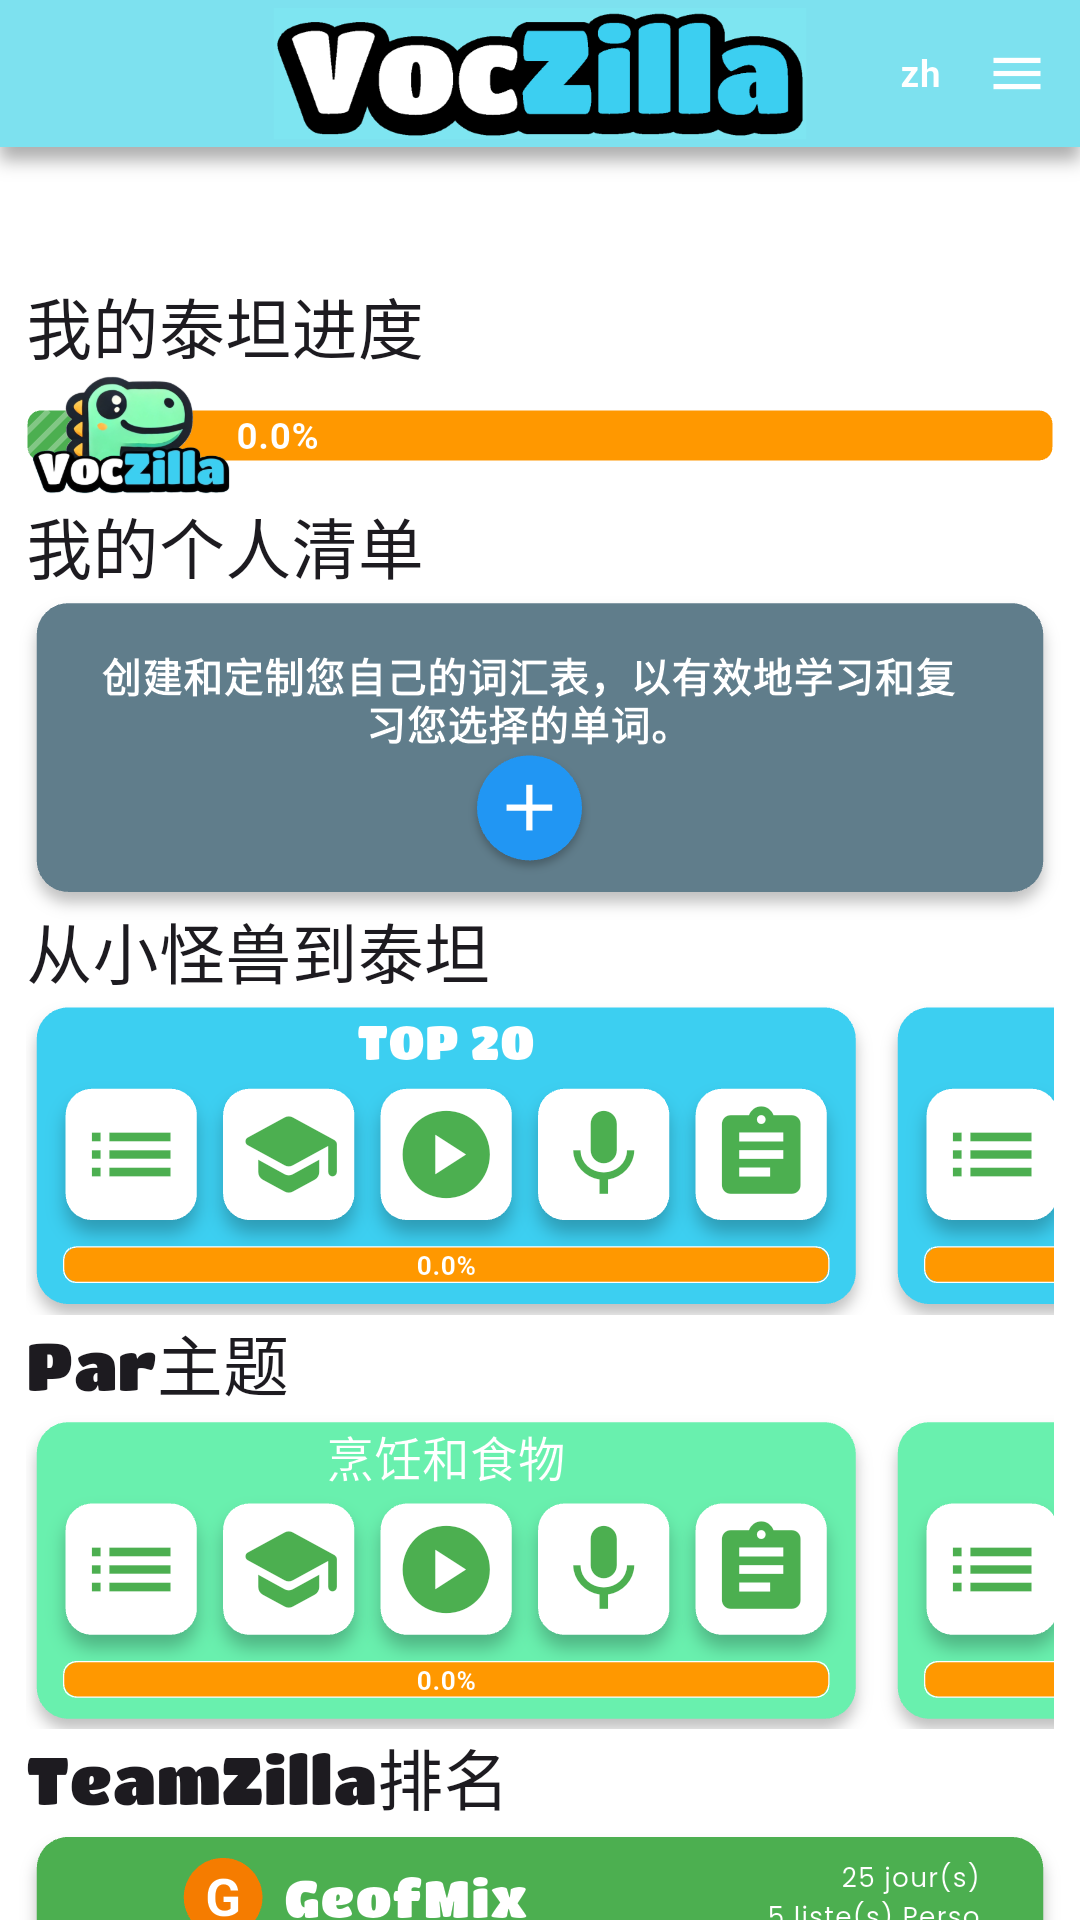 VocZilla
zh
我的泰坦进度
0.0%
VocZilla
我的个人清单
创建和定制您自己的词汇表，以有效地学习和复
习您选择的单词。
从小怪兽到泰坦
TOP 20
0.0%
Par主题
烹饪和食物
0.0%
TeamZilla排名
G
GeofMix
25 jour(s)
5 liste(s) Perso